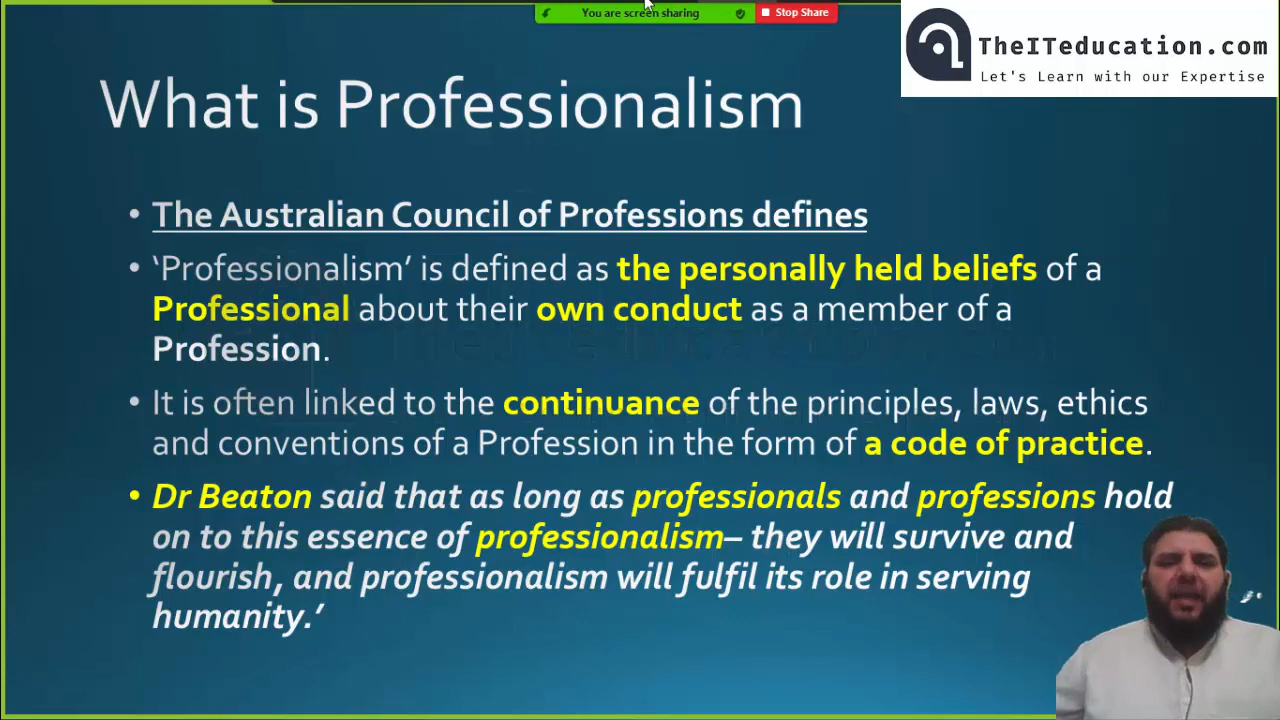 You are screen sharing
Stop Share
TheITeducation.com
Let's Learn with our Expertise
What is Professionalism
• The Australian Council of Professions defines
• ‘Professionalism’ is defined as the personally held beliefs of a
Professional about their own conduct as a member of a
Profession.
• It is often linked to the continuance of the principles, laws, ethics
and conventions of a Profession in the form of a code of practice.
• Dr Beaton said that as long as professionals and professions hold
on to this essence of professionalism– they will survive and
flourish, and professionalism will fulfil its role in serving
humanity.’